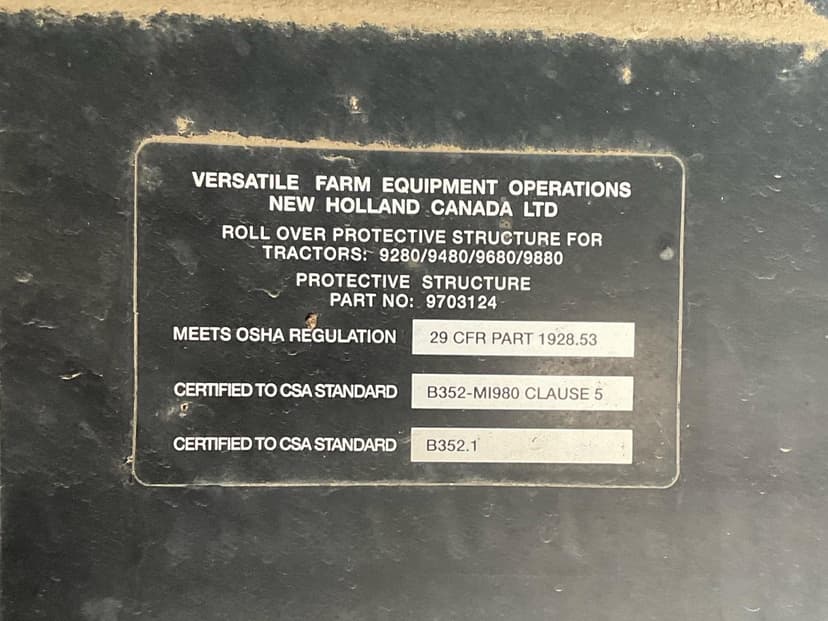 VERSATILE FARM EQUIPMENT OPERATIONS
NEW HOLLAND CANADA LTD
ROLL OVER PROTECTIVE STRUCTURE FOR
TRACTORS: 9280/9480/9680/9880
PROTECTIVE STRUCTURE
PART NO: 9703124
MEETS OSHA REGULATION 29 CFR PART 1928.53
CERTIFIED TO CSA STANDARD B352-MI980 CLAUSE 5
CERTIFIED TO CSA STANDARD B352.1